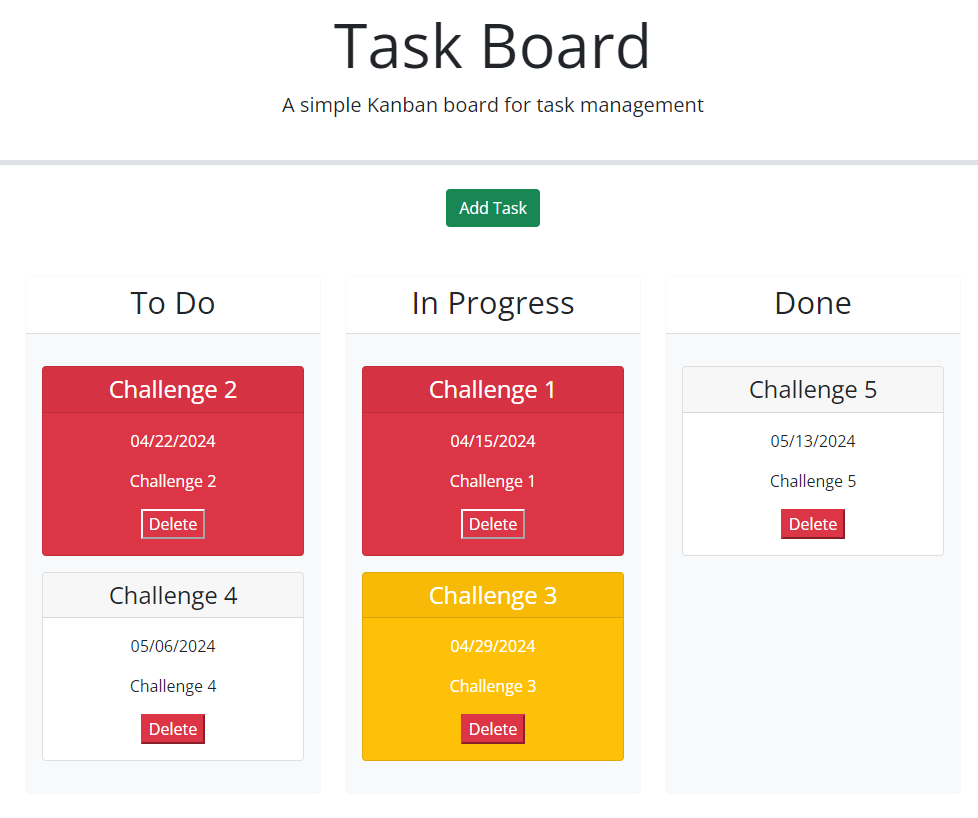 Task Board
A simple Kanban board for task management
Add Task
To Do
Challenge 2
04/22/2024
Challenge 2
Delete
Challenge 4
05/06/2024
Challenge 4
Delete
In Progress
Challenge 1
04/15/2024
Challenge 1
Delete
Challenge 3
04/29/2024
Challenge 3
Delete
Done
Challenge 5
05/13/2024
Challenge 5
Delete